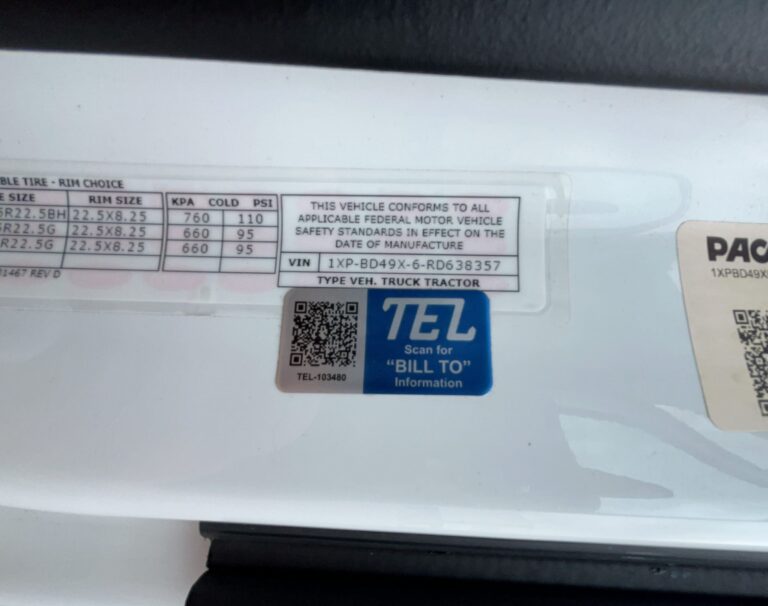 BLE TIRE - RIM CHOICE
E SIZE RIM SIZE KPA COLD PSI
R22.5BH 22.5X8.25 760 110
R22.5G 22.5X8.25 660 95
R22.5G 22.5X8.25 660 95
1467 REV D
THIS VEHICLE CONFORMS TO ALL
APPLICABLE FEDERAL MOTOR VEHICLE
SAFETY STANDARDS IN EFFECT ON THE
DATE OF MANUFACTURE
VIN 1XP-BD49X-6-RD638357
TYPE VEH. TRUCK TRACTOR
TEL
Scan for
"BILL TO"
Information
TEL-103480
PAC
1XPBD49X